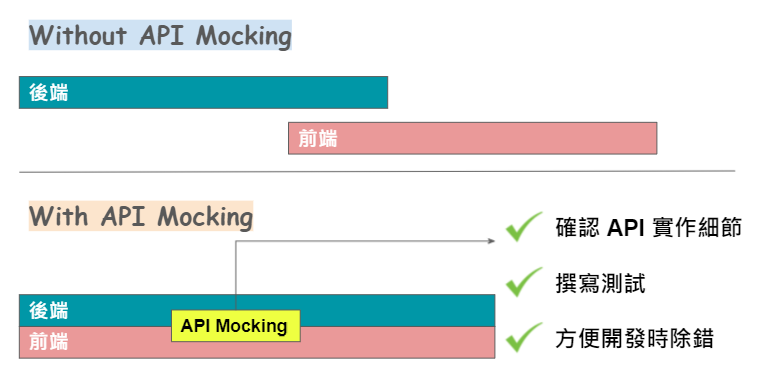 Without API Mocking
後端
前端
With API Mocking
確認 API 實作細節
撰寫測試
後端
API Mocking
前端
方便開發時除錯